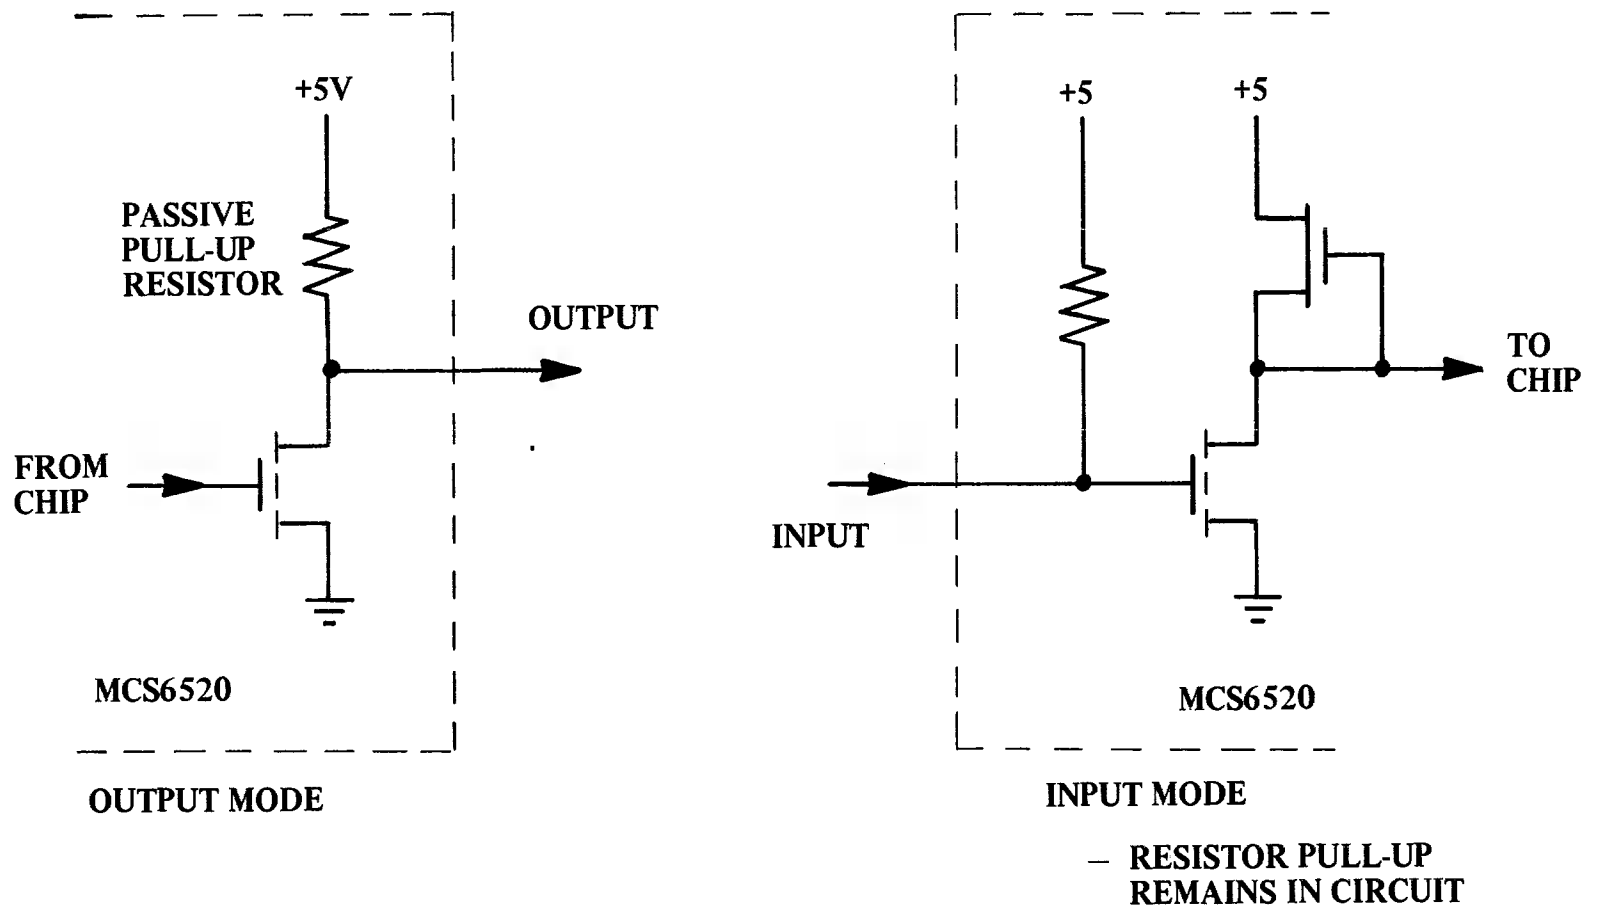 +5V
PASSIVE
PULL-UP
RESISTOR
OUTPUT
FROM
CHIP
MCS6520
OUTPUT MODE
+5
+5
TO
CHIP
INPUT
MCS6520
INPUT MODE
— RESISTOR PULL-UP
REMAINS IN CIRCUIT